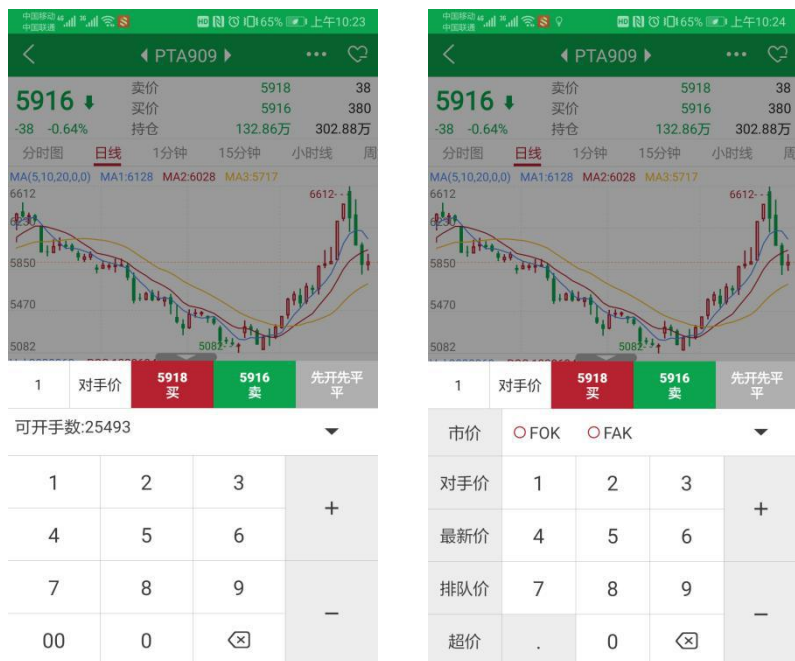 中国移动 4G
中国联通
3G
65%
上午10:23
PTA909
5916
卖价 5918 38
买价 5916 380
-38 -0.64% 持仓 132.86万 302.88万
分时图 日线 1分钟 15分钟 小时线 周
MA(5,10,20,0,0) MA1:6128 MA2:6028 MA3:5717
6612 6612
6230
5850
5470
5082 5082
1 对手价 5918 5916 先开先平
买 卖 平
可开手数:25493
1 2 3 +
4 5 6
7 8 9 −
00 0
中国移动 4G
中国联通
3G
65%
上午10:24
PTA909
5916
卖价 5918 38
买价 5916 380
-38 -0.64% 持仓 132.86万 302.88万
分时图 日线 1分钟 15分钟 小时线 周
MA(5,10,20,0,0) MA1:6128 MA2:6028 MA3:5717
6612 6612
6230
5850
5470
5082 5082
1 对手价 5918 5916 先开先平
买 卖 平
市价 FOK FAK
对手价 1 2 3 +
最新价 4 5 6
排队价 7 8 9 −
超价 . 0